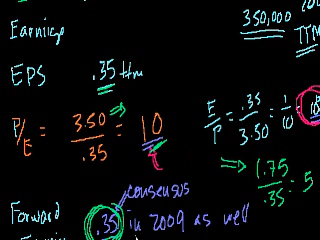 350,000
TTM
Earnings
EPS .35 ttm
P/E = 3.50/.35 = 10
E/P = .35/3.50 = 1/10 = 10
⇒ 1.75/.35 = 5
consensus
Forward .35 in 2009 as well